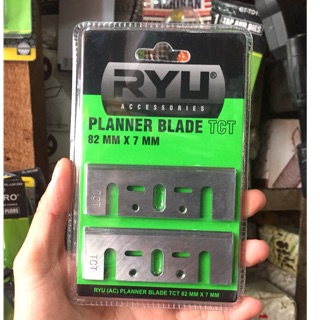 RYU
ACCESSORIES
PLANNER BLADE TCT
82 MM X 7 MM
TCT
TCT
RYU (AC) PLANNER BLADE TCT 82 MM X 7 MM